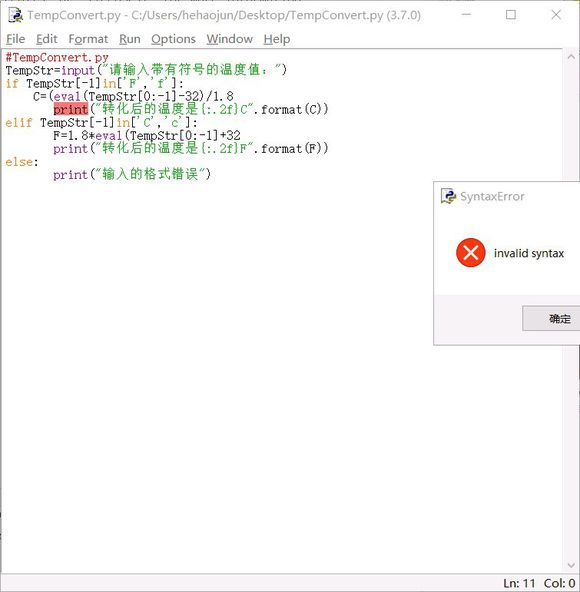 TempConvert.py - C:/Users/hehaojun/Desktop/TempConvert.py (3.7.0)
File Edit Format Run Options Window Help
#TempConvert.py
TempStr=input("请输入带有符号的温度值：")
if TempStr[-1]in['F','f']:
C=(eval(TempStr[0:-1]-32)/1.8
print("转化后的温度是{:.2f}C".format(C))
elif TempStr[-1]in['C','c']:
F=1.8*eval(TempStr[0:-1]+32
print("转化后的温度是{:.2f}F".format(F))
else:
print("输入的格式错误")
SyntaxError
invalid syntax
确定
Ln: 11 Col: 0